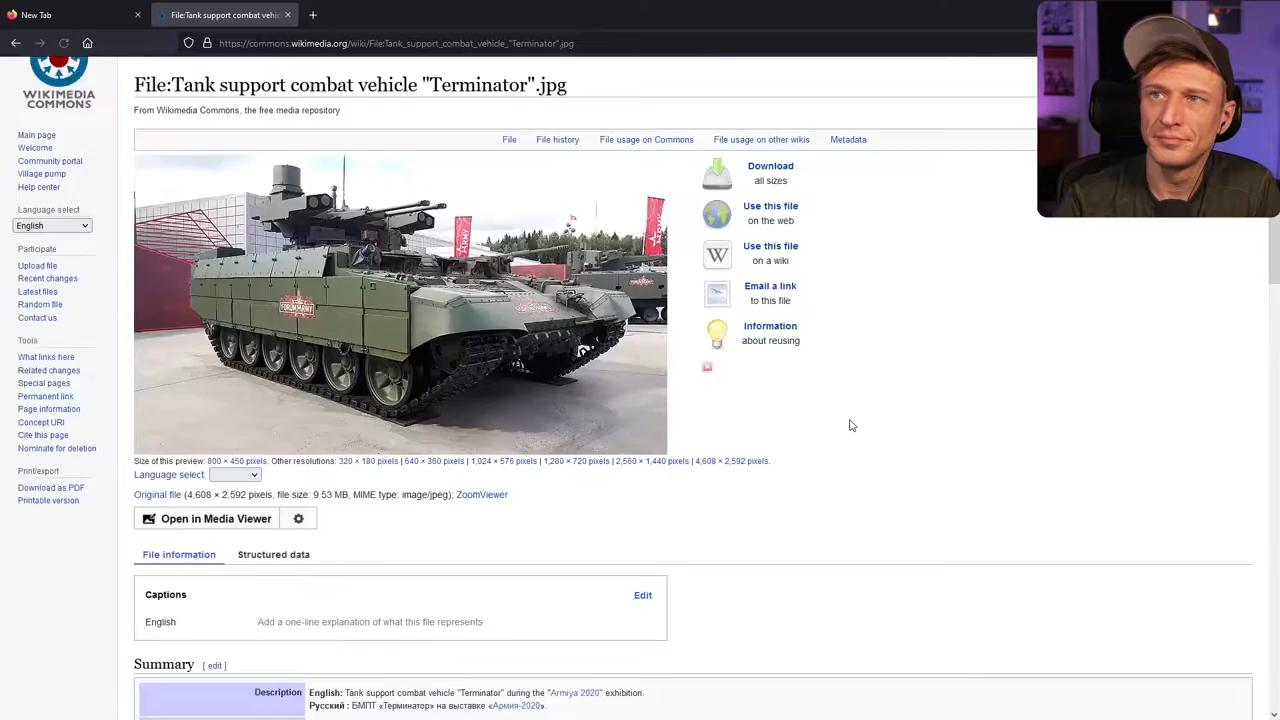 New Tab
File:Tank support combat vehic
https://commons.wikimedia.org/wiki/File:Tank_support_combat_vehicle_"Terminator".jpg
WIKIMEDIA
COMMONS
Main page
Welcome
Community portal
Village pump
Help center
Language select
English
Participate
Upload file
Recent changes
Latest files
Random file
Contact us
Tools
What links here
Related changes
Special pages
Permanent link
Page information
Concept URI
Cite this page
Nominate for deletion
Print/export
Download as PDF
Printable version
File:Tank support combat vehicle "Terminator".jpg
From Wikimedia Commons, the free media repository
File File history File usage on Commons File usage on other wikis Metadata
ARMY
ARMY
FORUMARMY
Download
all sizes
Use this file
on the web
W
Use this file
on a wiki
Email a link
to this file
Information
about reusing
Size of this preview: 800 × 450 pixels. Other resolutions: 320 × 180 pixels | 640 × 360 pixels | 1,024 × 576 pixels | 1,280 × 720 pixels | 2,560 × 1,440 pixels | 4,608 × 2,592 pixels.
Language select:
Original file (4,608 × 2,592 pixels, file size: 9.53 MB, MIME type: image/jpeg); ZoomViewer
Open in Media Viewer
File information Structured data
Captions Edit
English Add a one-line explanation of what this file represents
Summary [ edit ]
Description English: Tank support combat vehicle "Terminator" during the "Armiya 2020" exhibition.
Русский : БМПТ «Терминатор» на выставке «Армия-2020».